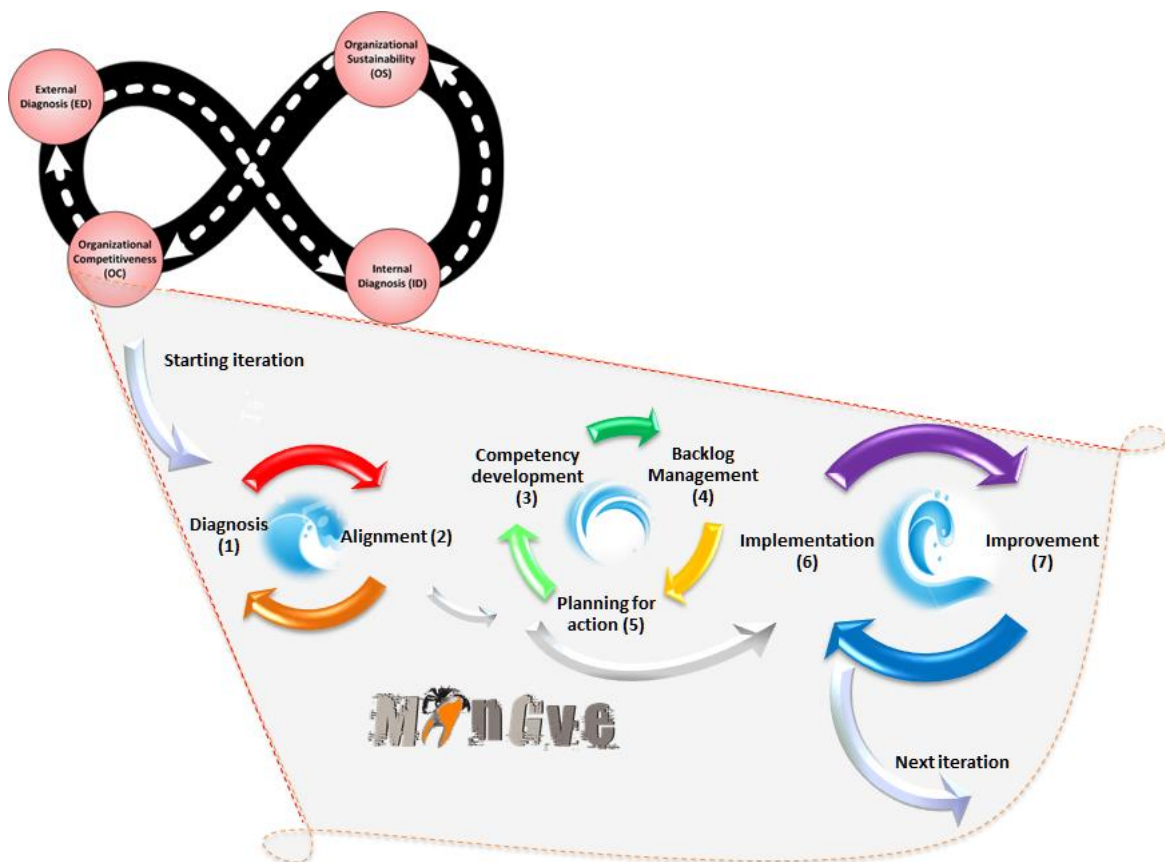 Organizational
Sustainability
(OS)
External
Diagnosis (ED)
Organizational
Competitiveness
(OC)
Internal
Diagnosis (ID)
Starting iteration
Competency
development
(3)
Backlog
Management
(4)
Diagnosis
(1)
Alignment (2)
Implementation
(6)
Improvement
(7)
Planning for
action (5)
MAnGve
Next iteration